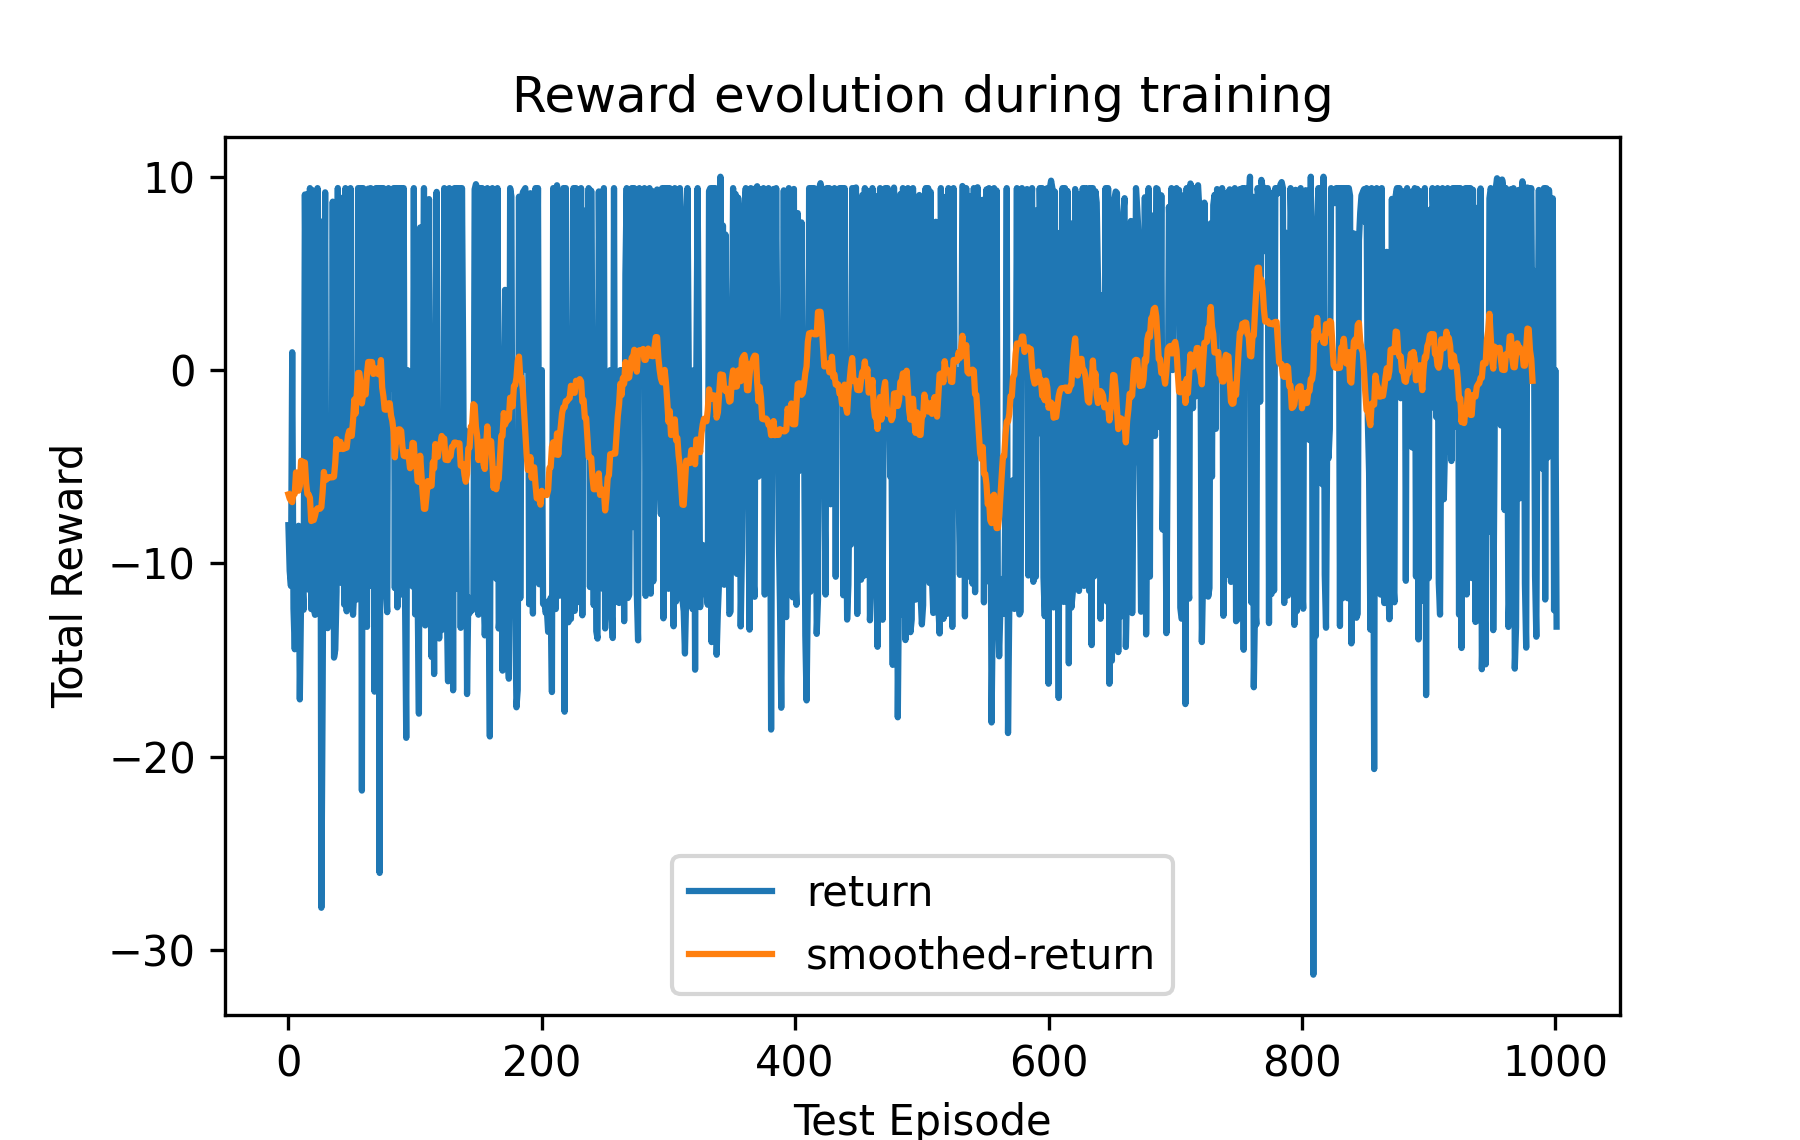 Reward evolution during training
Total Reward
10
0
−10
−20
−30
return
smoothed-return
0 200 400 600 800 1000
Test Episode